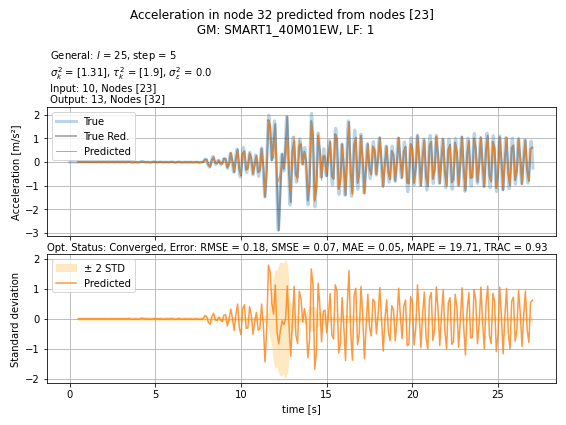 Acceleration in node 32 predicted from nodes [23]
GM: SMART1_40M01EW, LF: 1
General: l = 25, step = 5
σ²ₖ = [1.31], τ²ₖ = [1.9], σ²ε = 0.0
Input: 10, Nodes [23]
Output: 13, Nodes [32]
Acceleration [m/s²]
2
1
0
−1
−2
−3
True
True Red.
Predicted
Opt. Status: Converged, Error: RMSE = 0.18, SMSE = 0.07, MAE = 0.05, MAPE = 19.71, TRAC = 0.93
Standard deviation
2
1
0
−1
−2
± 2 STD
Predicted
0 5 10 15 20 25
time [s]